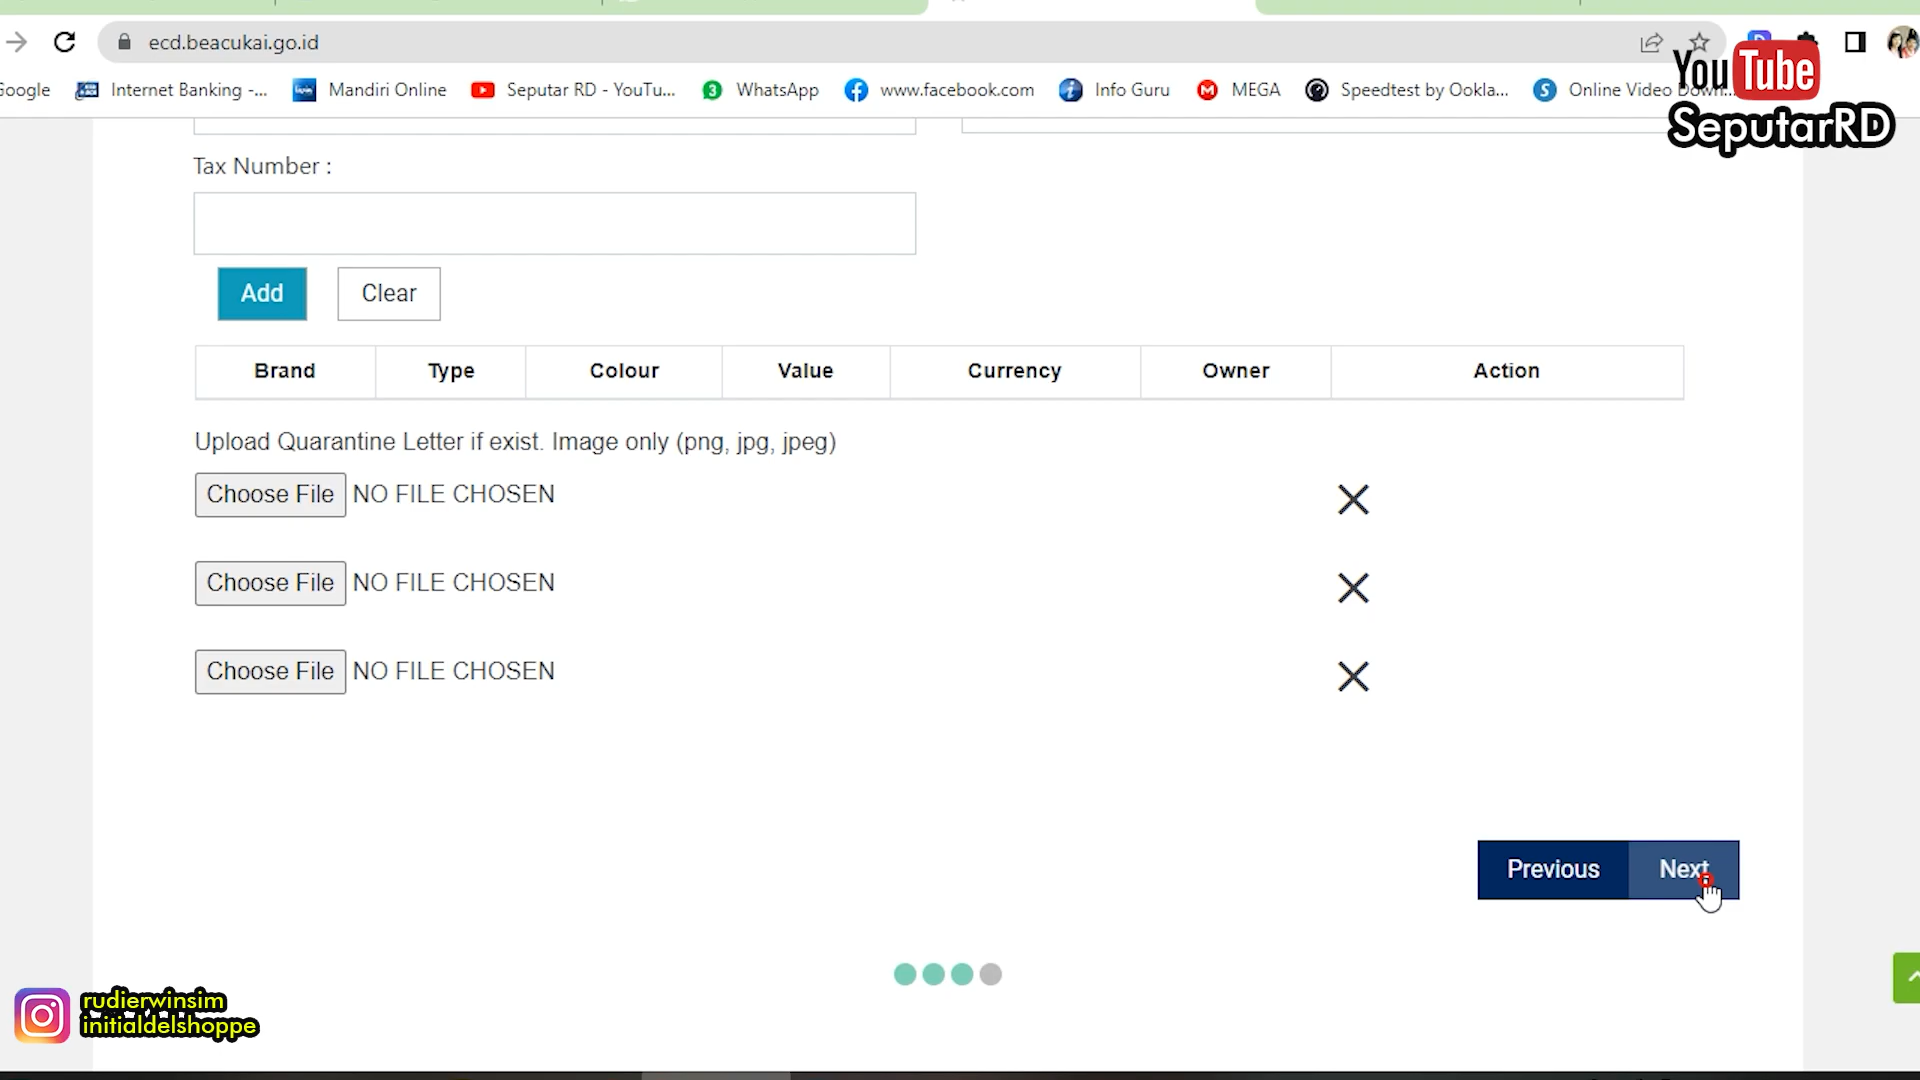 ecd.beacukai.go.id
Google Internet Banking -... Mandiri Online Seputar RD - YouTu... 3 WhatsApp www.facebook.com Info Guru MEGA Speedtest by Ookla... Online Video Down...
YouTube
SeputarRD
Tax Number :
Add Clear
Brand Type Colour Value Currency Owner Action
Upload Quarantine Letter if exist. Image only (png, jpg, jpeg)
Choose File NO FILE CHOSEN
Choose File NO FILE CHOSEN
Choose File NO FILE CHOSEN
Previous Next
rudierwinsim
initialdelshoppe